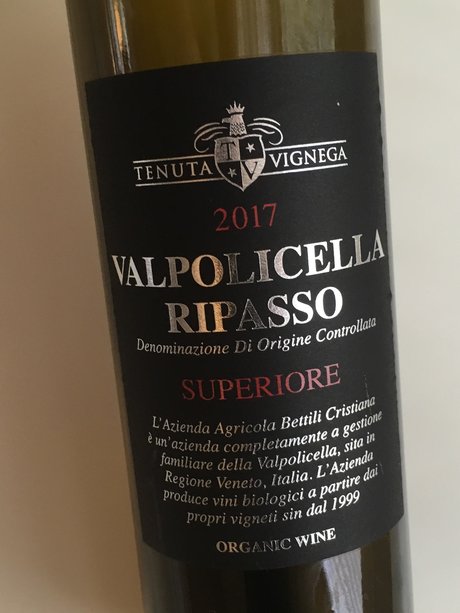 TENUTA TV VIGNEGA
2017
VALPOLICELLA
RIPASSO
Denominazione Di Origine Controllata
SUPERIORE
L'Azienda Agricola Bettili Cristiana
è un'azienda completamente a gestione
familiare della Valpolicella, sita in
Regione Veneto, Italia. L'Azienda
produce vini biologici a partire dai
propri vigneti sin dal 1999
ORGANIC WINE